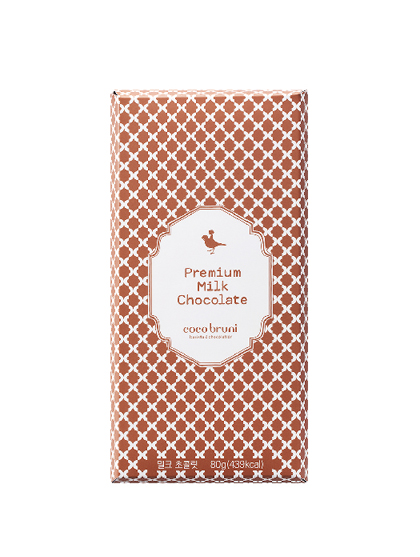 Premium
Milk
Chocolate
coco bruni
밀크 초콜릿 80g(439kcal)